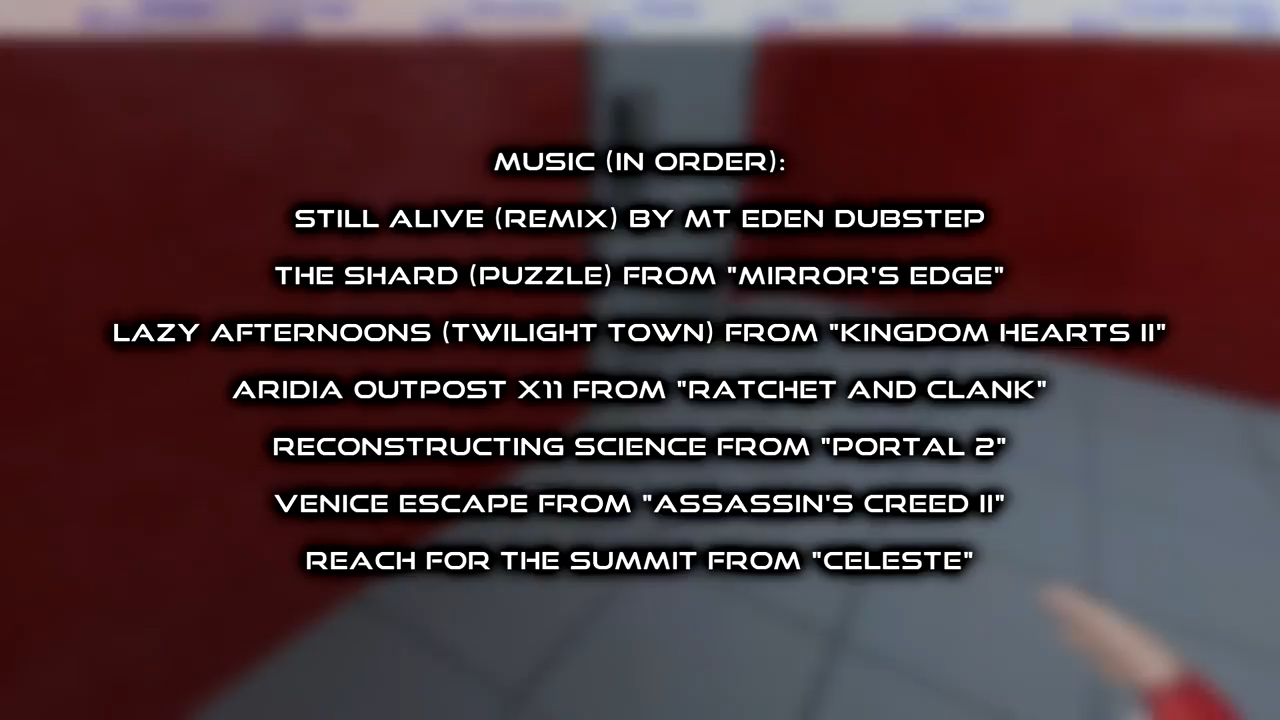 MUSIC (IN ORDER):
STILL ALIVE (REMIX) BY MT EDEN DUBSTEP
THE SHARD (PUZZLE) FROM "MIRROR'S EDGE"
LAZY AFTERNOONS (TWILIGHT TOWN) FROM "KINGDOM HEARTS II"
ARIDIA OUTPOST X11 FROM "RATCHET AND CLANK"
RECONSTRUCTING SCIENCE FROM "PORTAL 2"
VENICE ESCAPE FROM "ASSASSIN'S CREED II"
REACH FOR THE SUMMIT FROM "CELESTE"